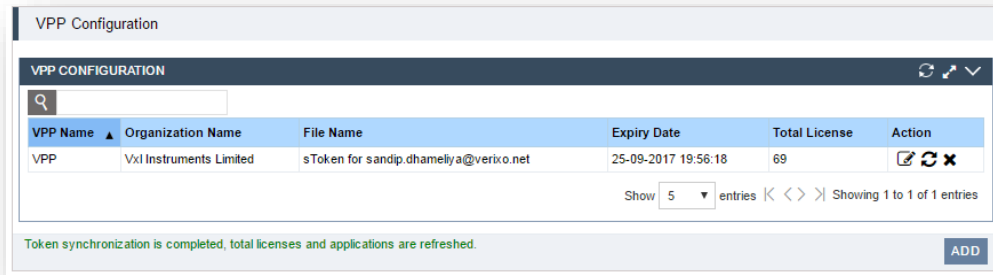 VPP Configuration
VPP CONFIGURATION
VPP Name Organization Name File Name Expiry Date Total License Action
VPP Vxl Instruments Limited sToken for sandip.dhameliya@verixo.net 25-09-2017 19:56:18 69
Show 5 entries Showing 1 to 1 of 1 entries
Token synchronization is completed, total licenses and applications are refreshed.
ADD